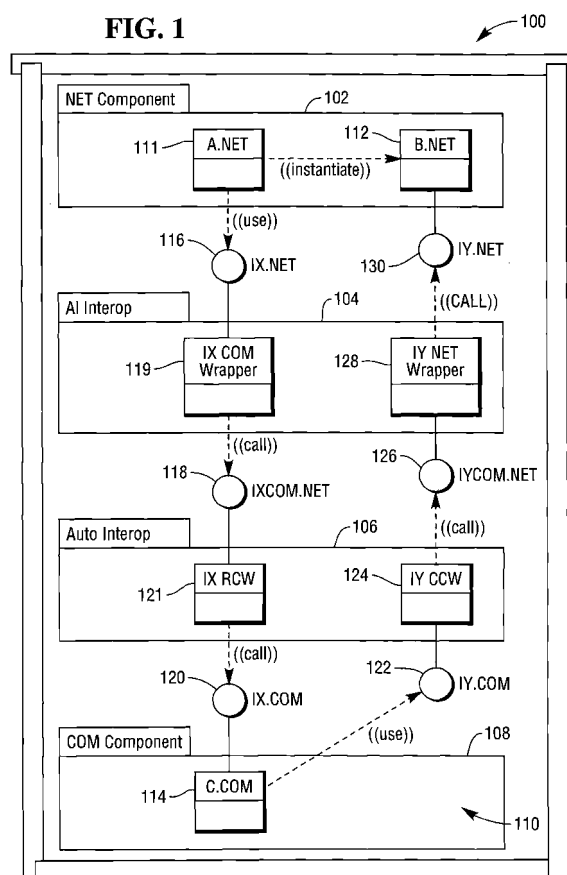 FIG. 1
100
NET Component
102
111
A.NET
112
B.NET
((instantiate))
((use))
116
IX.NET
130
IY.NET
AI Interop
104
((CALL))
119
IX COM
Wrapper
128
IY NET
Wrapper
((call))
118
IXCOM.NET
126
IYCOM.NET
Auto Interop
106
((call))
121
IX RCW
124
IY CCW
((call))
120
IX.COM
122
IY.COM
COM Component
((use))
108
114
C.COM
110